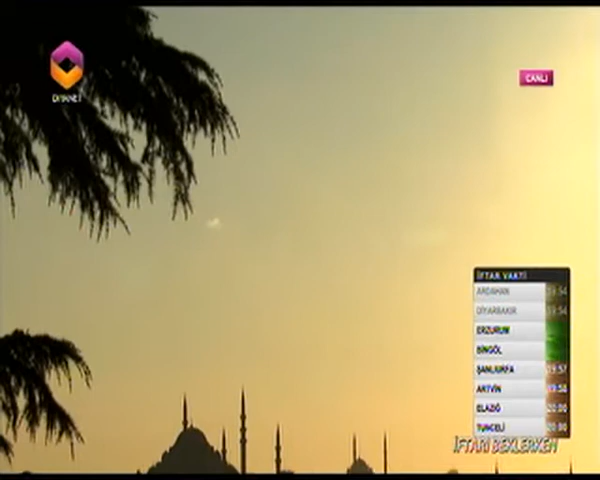 DİYANET
CANLI
İFTAR VAKTİ
ARDAHAN 19:54
DİYARBAKIR 19:54
ERZURUM
BİNGÖL
ŞANLIURFA 19:57
ARTVİN 19:58
ELAZIĞ 20:00
TUNCELİ 20:00
İFTARI BEKLERKEN